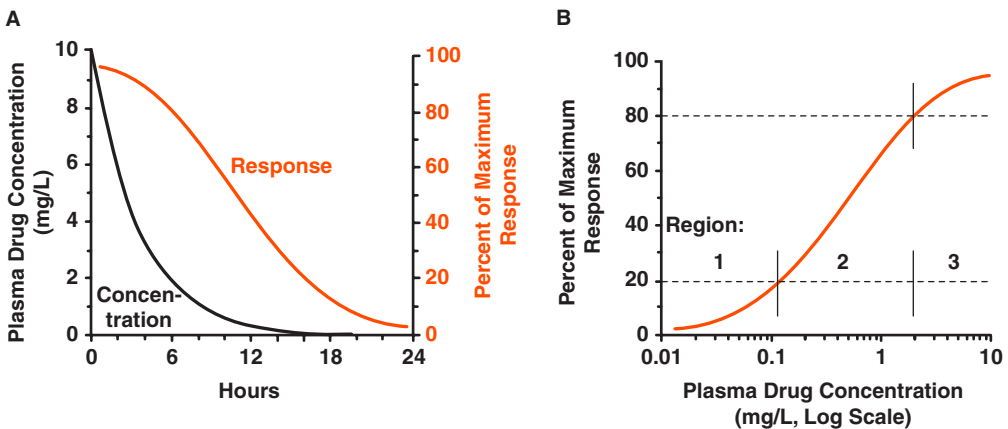 A
Plasma Drug Concentration
(mg/L)
10
8
6
4
2
0
100
80
60
40
20
0
Percent of Maximum
Response
Response
Concen-
tration
0
6
12
18
24
Hours
B
Percent of Maximum
Response
100
80
60
40
20
0
Region:
1
2
3
0.01
0.1
1
10
Plasma Drug Concentration
(mg/L, Log Scale)